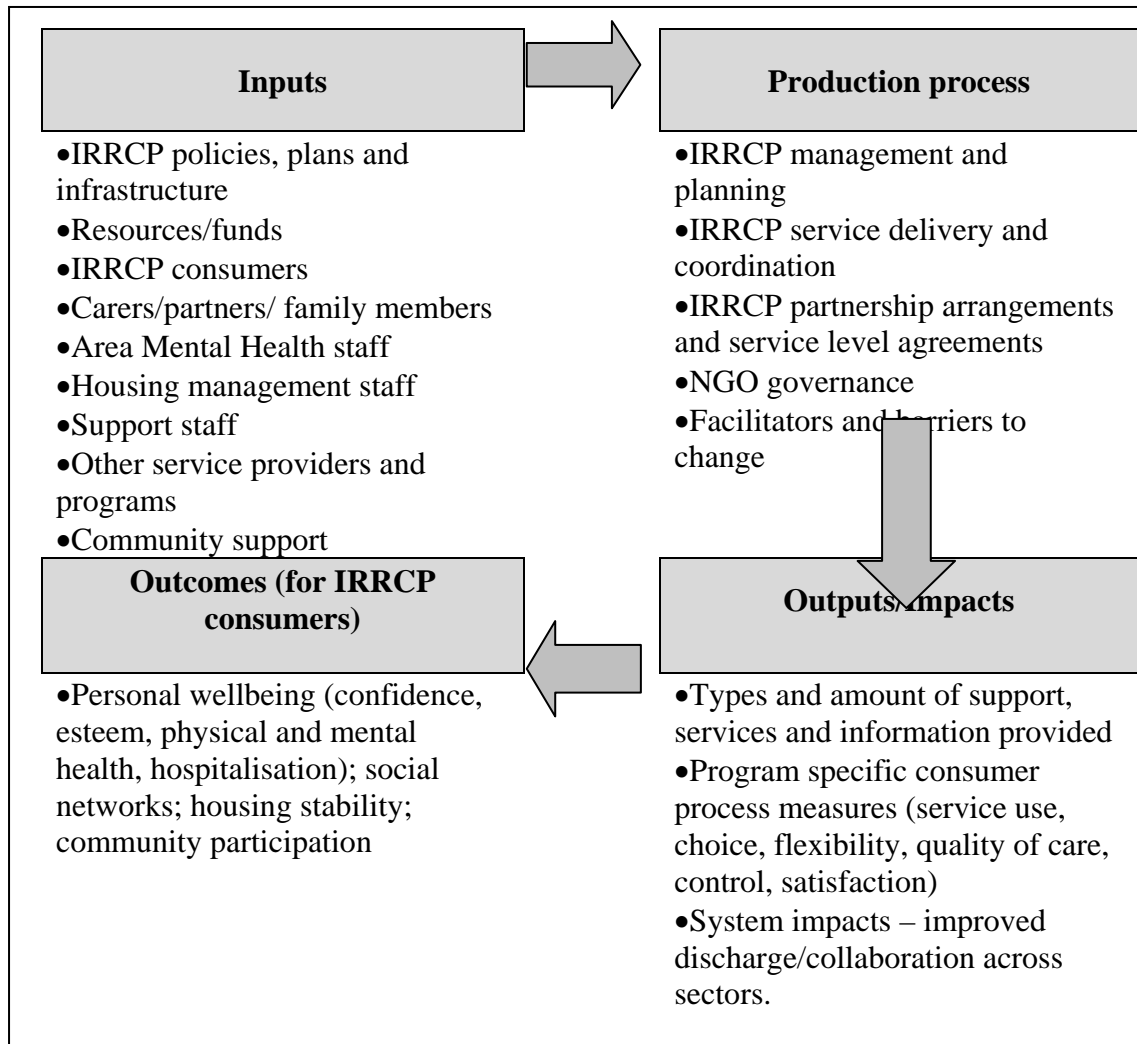 Inputs
•IRRCP policies, plans and
infrastructure
•Resources/funds
•IRRCP consumers
•Carers/partners/ family members
•Area Mental Health staff
•Housing management staff
•Support staff
•Other service providers and
programs
•Community support
Production process
•IRRCP management and
planning
•IRRCP service delivery and
coordination
•IRRCP partnership arrangements
and service level agreements
•NGO governance
•Facilitators and barriers to
change
Outputs/Impacts
•Types and amount of support,
services and information provided
•Program specific consumer
process measures (service use,
choice, flexibility, quality of care,
control, satisfaction)
•System impacts – improved
discharge/collaboration across
sectors.
Outcomes (for IRRCP
consumers)
•Personal wellbeing (confidence,
esteem, physical and mental
health, hospitalisation); social
networks; housing stability;
community participation